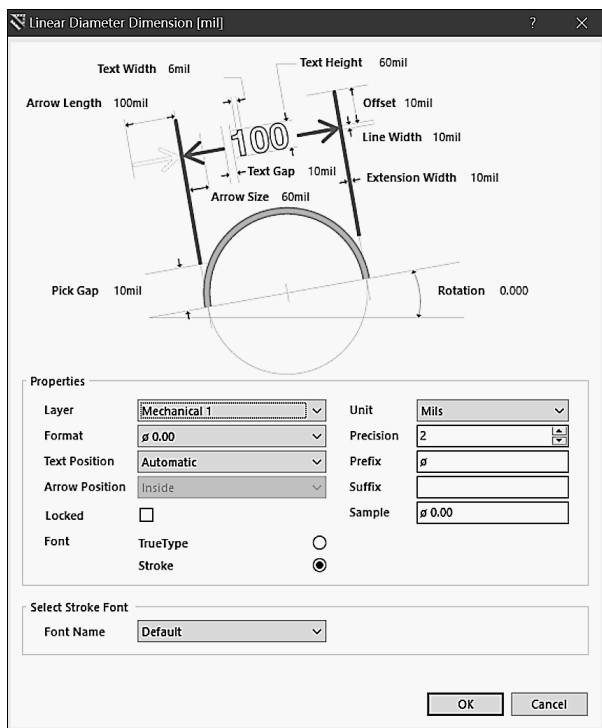 Linear Diameter Dimension [mil]
Text Width 6mil
Text Height 60mil
Arrow Length 100mil
Offset 10mil
100
Line Width 10mil
Text Gap 10mil
Extension Width 10mil
Arrow Size 60mil
Pick Gap 10mil
Rotation 0.000
Properties
Layer Mechanical 1 Unit Mils
Format ø 0.00 Precision 2
Text Position Automatic Prefix ø
Arrow Position Inside Suffix
Locked Sample ø 0.00
Font TrueType
Stroke
Select Stroke Font
Font Name Default
OK Cancel